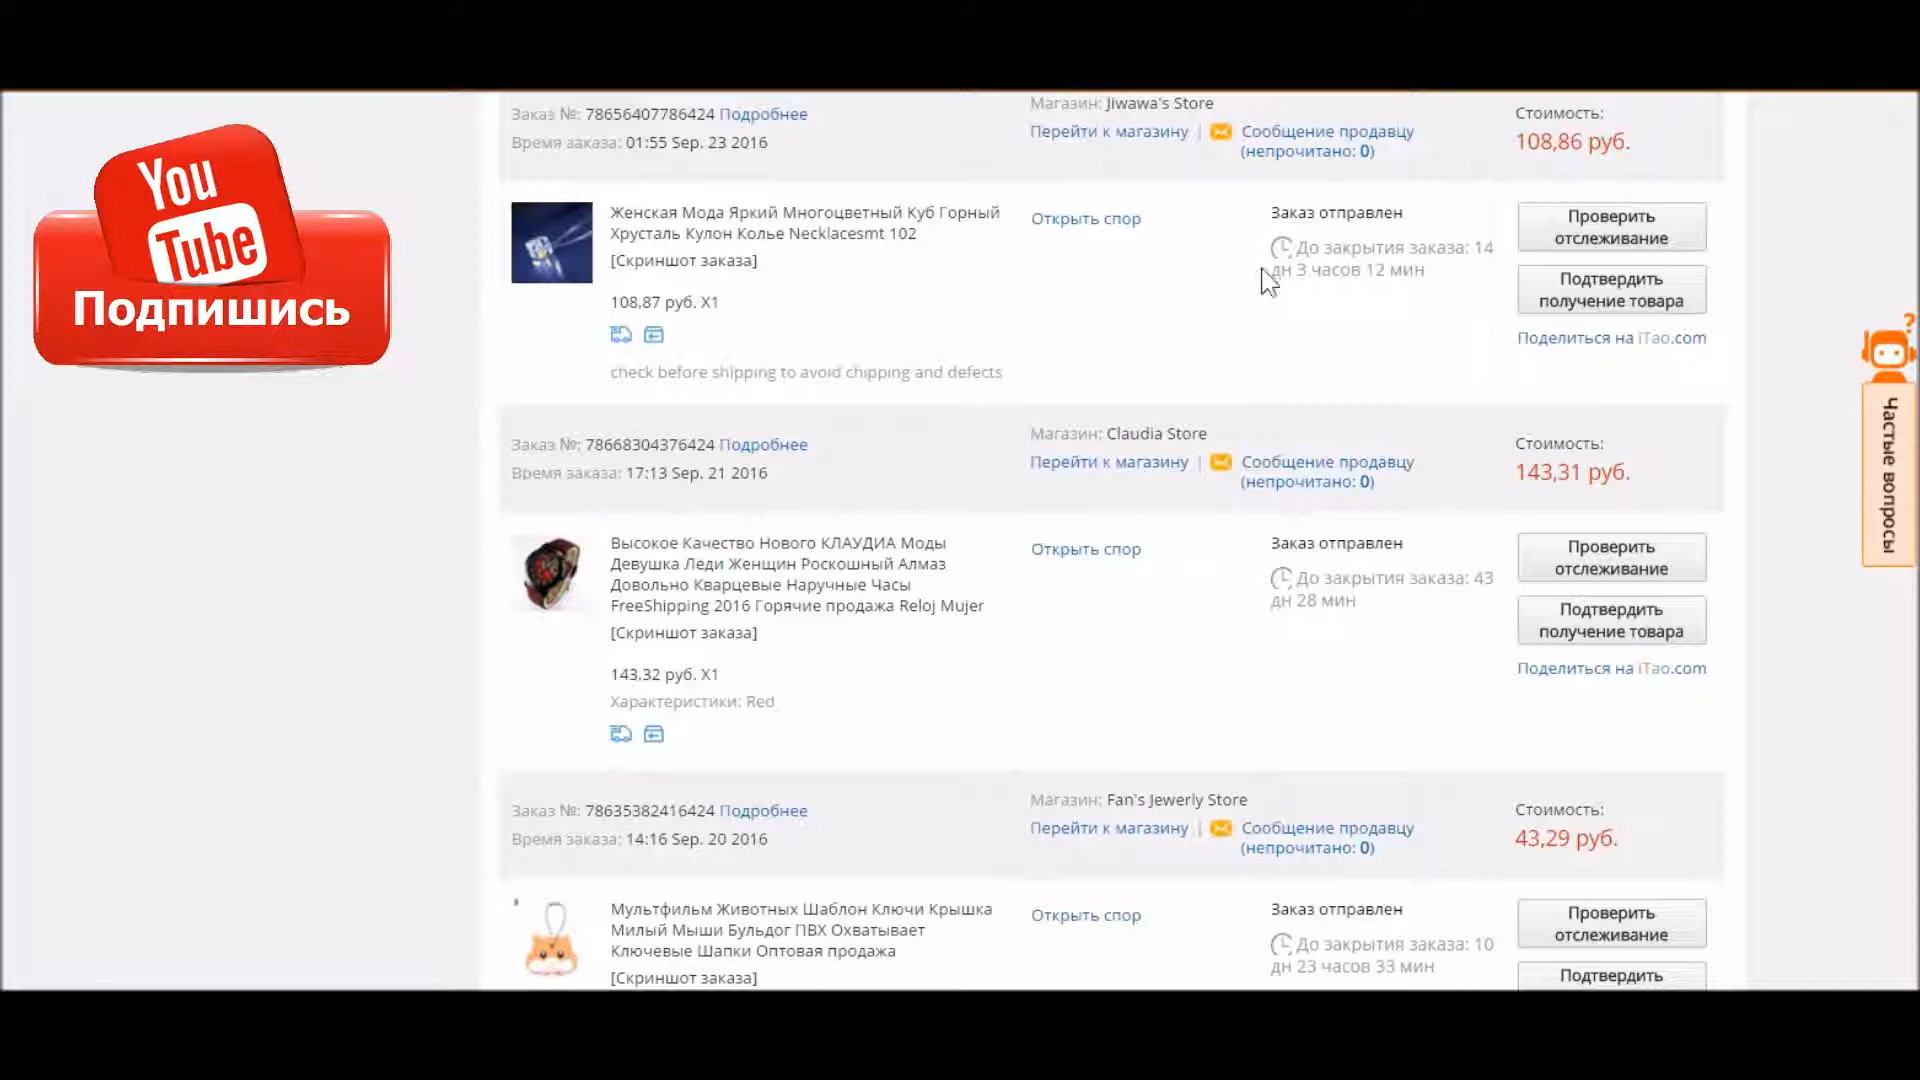 You
Tube
Подпишись
Заказ №: 78656407786424 Подробнее
Время заказа: 01:55 Sep. 23 2016
Магазин: Jiwawa's Store
Перейти к магазину | Сообщение продавцу
(непрочитано: 0)
Стоимость:
108,86 руб.
Женская Мода Яркий Многоцветный Куб Горный
Хрусталь Кулон Колье Necklacesmt 102
[Скриншот заказа]
108,87 руб. X1
check before shipping to avoid chipping and defects
Открыть спор
Заказ отправлен
До закрытия заказа: 14
дн 3 часов 12 мин
Проверить
отслеживание
Подтвердить
получение товара
Поделиться на iTao.com
Заказ №: 78668304376424 Подробнее
Время заказа: 17:13 Sep. 21 2016
Магазин: Claudia Store
Перейти к магазину | Сообщение продавцу
(непрочитано: 0)
Стоимость:
143,31 руб.
Высокое Качество Нового КЛАУДИА Моды
Девушка Леди Женщин Роскошный Алмаз
Довольно Кварцевые Наручные Часы
FreeShipping 2016 Горячие продажа Reloj Mujer
[Скриншот заказа]
143,32 руб. X1
Характеристики: Red
Открыть спор
Заказ отправлен
До закрытия заказа: 43
дн 28 мин
Проверить
отслеживание
Подтвердить
получение товара
Поделиться на iTao.com
Заказ №: 78635382416424 Подробнее
Время заказа: 14:16 Sep. 20 2016
Магазин: Fan's Jewerly Store
Перейти к магазину | Сообщение продавцу
(непрочитано: 0)
Стоимость:
43,29 руб.
Мультфильм Животных Шаблон Ключи Крышка
Милый Мыши Бульдог ПВХ Охватывает
Ключевые Шапки Оптовая продажа
[Скриншот заказа]
Открыть спор
Заказ отправлен
До закрытия заказа: 10
дн 23 часов 33 мин
Проверить
отслеживание
Подтвердить
?
Частые вопросы